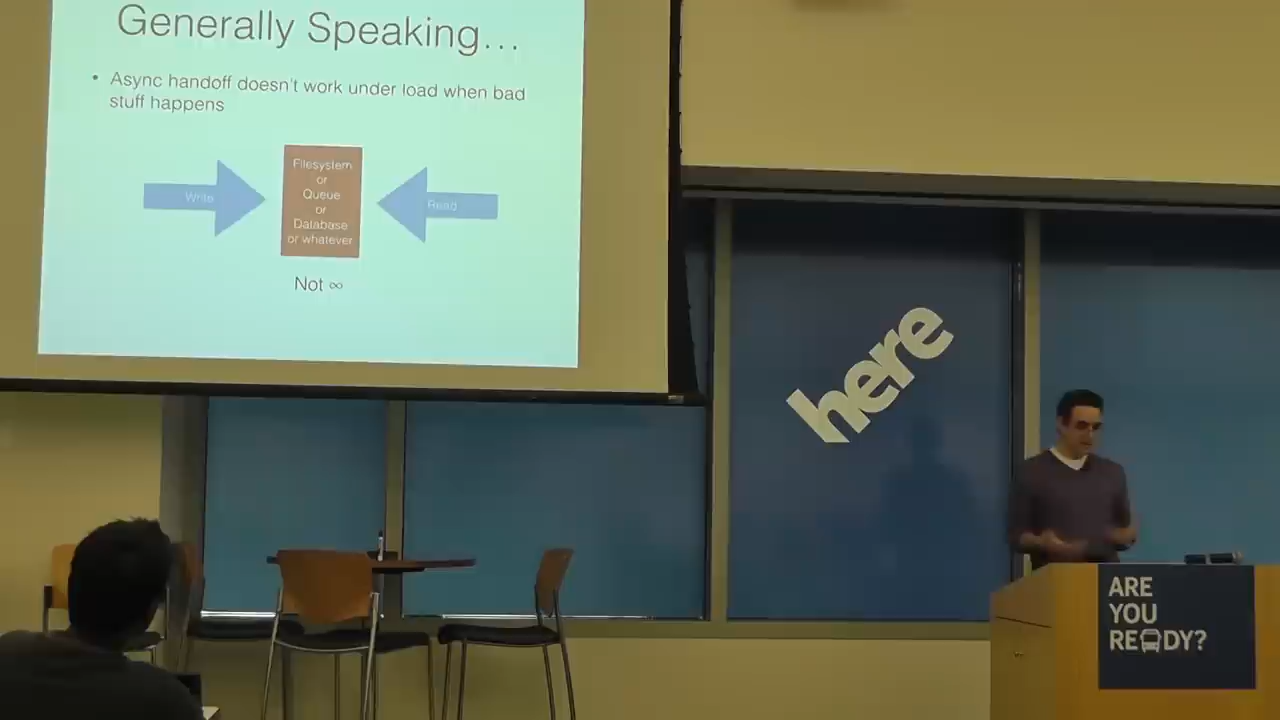 Generally Speaking...
• Async handoff doesn't work under load when bad
stuff happens
Write
Filesystem
or
Queue
or
Database
or whatever
Read
Not ∞
here
ARE
YOU
READY?